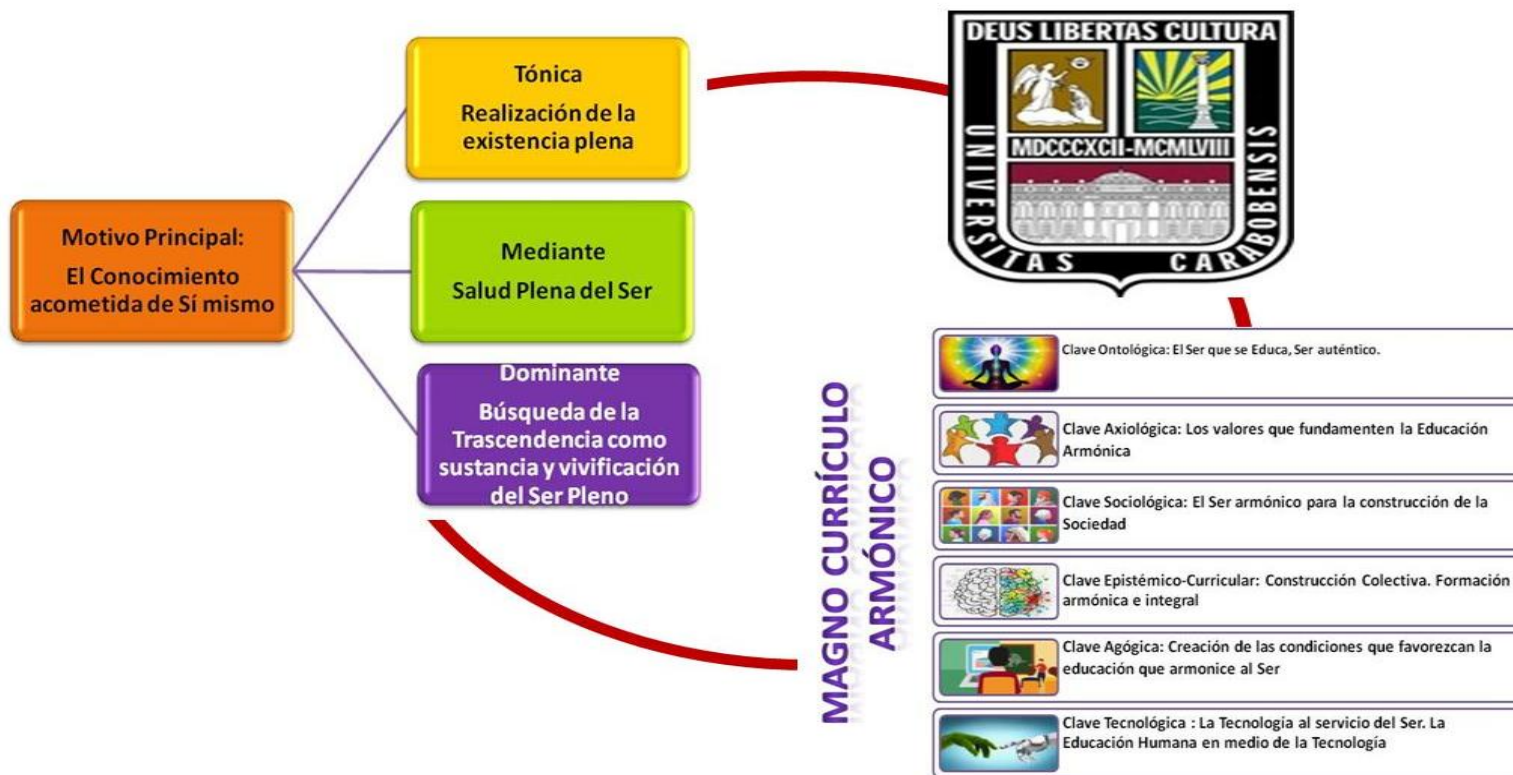 Motivo Principal:
El Conocimiento
acometida de Sí mismo
Tónica
Realización de la
existencia plena
Mediante
Salud Plena del Ser
Dominante
Búsqueda de la
Trascendencia como
sustancia y vivificación
del Ser Pleno
DEUS LIBERTAS CULTURA
MDCCCXCII-MCMLVIII
UNIVERSITAS CARABOBENSIS
MAGNO CURRÍCULO
ARMÓNICO
Clave Ontológica: El Ser que se Educa, Ser auténtico.
Clave Axiológica: Los valores que fundamenten la Educación
Armónica
Clave Sociológica: El Ser armónico para la construcción de la
Sociedad
Clave Epistémico-Curricular: Construcción Colectiva. Formación
armónica e integral
Clave Agógica: Creación de las condiciones que favorezcan la
educación que armonice al Ser
Clave Tecnológica : La Tecnología al servicio del Ser. La
Educación Humana en medio de la Tecnología